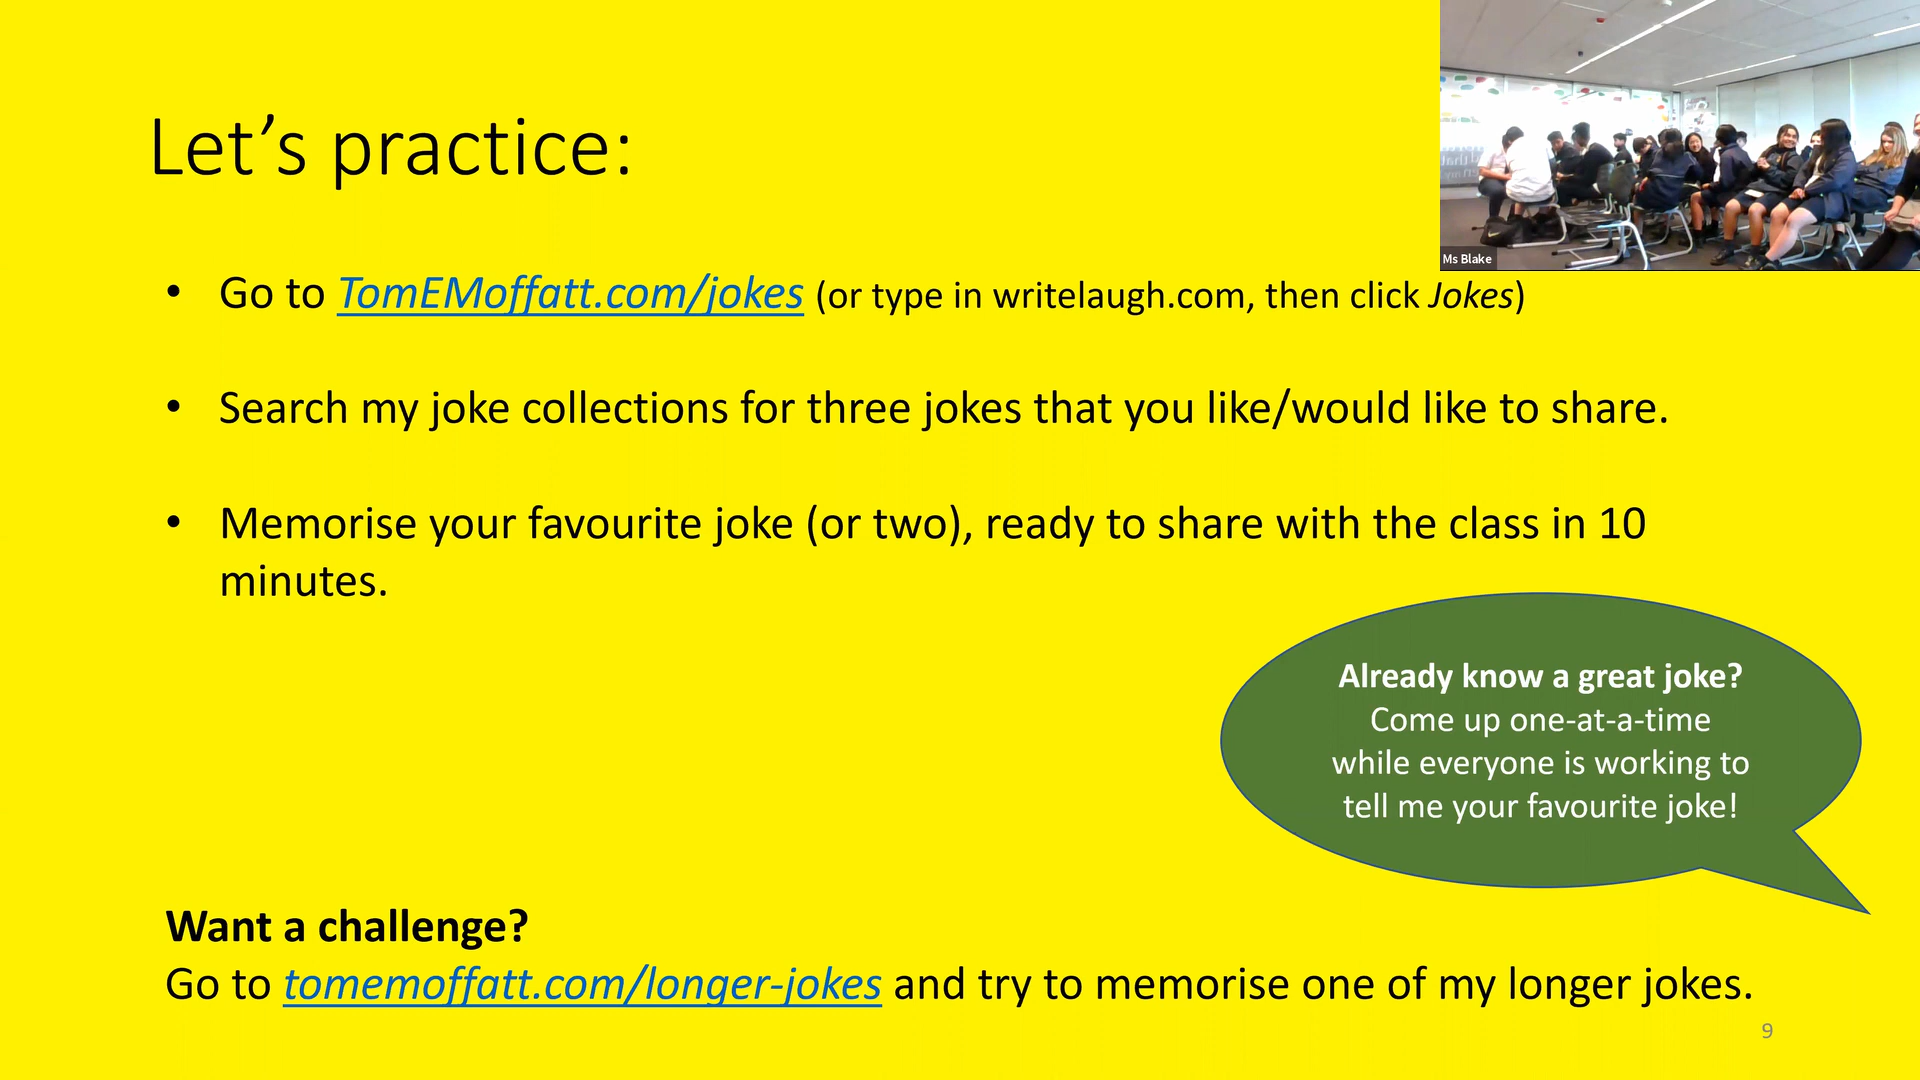 Let’s practice:
Ms Blake
• Go to TomEMoffatt.com/jokes (or type in writelaugh.com, then click Jokes)
• Search my joke collections for three jokes that you like/would like to share.
• Memorise your favourite joke (or two), ready to share with the class in 10
minutes.
Already know a great joke?
Come up one-at-a-time
while everyone is working to
tell me your favourite joke!
Want a challenge?
Go to tomemoffatt.com/longer-jokes and try to memorise one of my longer jokes.
9